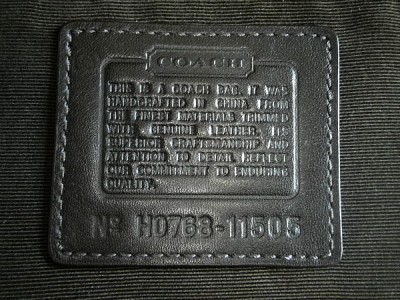 COACH
THIS IS A COACH BAG. IT WAS
HANDCRAFTED IN CHINA FROM
THE FINEST MATERIALS TRIMMED
WITH GENUINE LEATHER. ITS
SUPERIOR CRAFTSMANSHIP AND
ATTENTION TO DETAIL REFLECT
OUR COMMITMENT TO ENDURING
QUALITY.
Nº H0768-11505